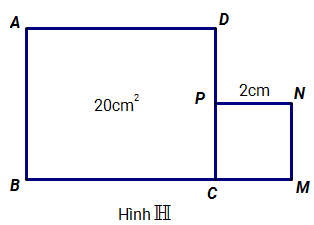 A D
2cm
P N
20cm²
B C M
Hình ℍ